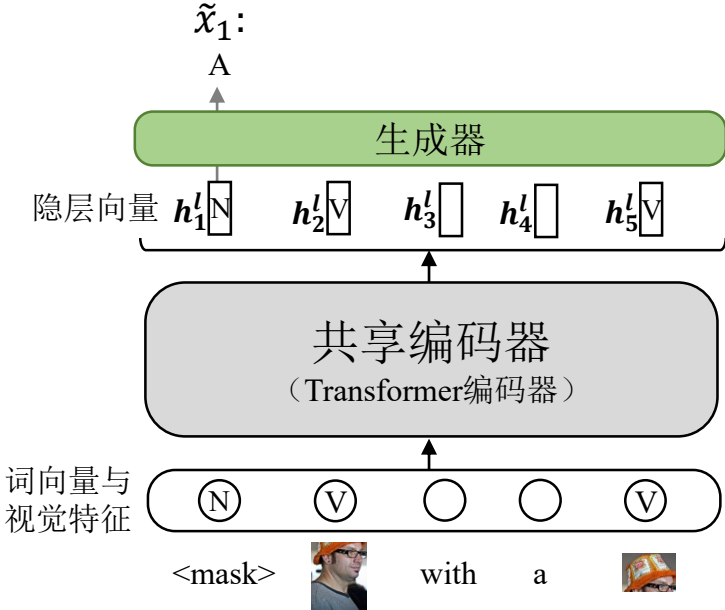 x̃₁:
A
生成器
隐层向量 h₁ˡ N h₂ˡ V h₃ˡ h₄ˡ h₅ˡ V
共享编码器
（Transformer编码器）
词向量与
视觉特征
N V V
<mask> with a